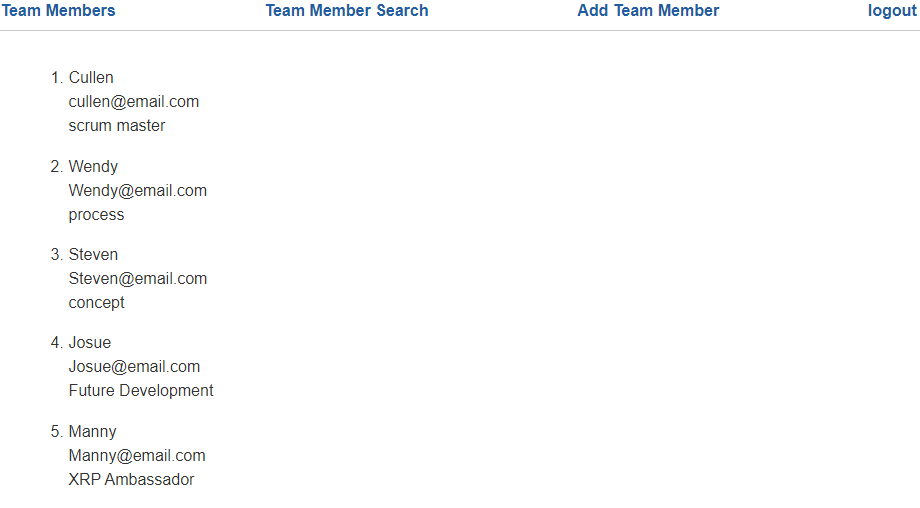 Team Members Team Member Search Add Team Member logout
1. Cullen
cullen@email.com
scrum master
2. Wendy
Wendy@email.com
process
3. Steven
Steven@email.com
concept
4. Josue
Josue@email.com
Future Development
5. Manny
Manny@email.com
XRP Ambassador